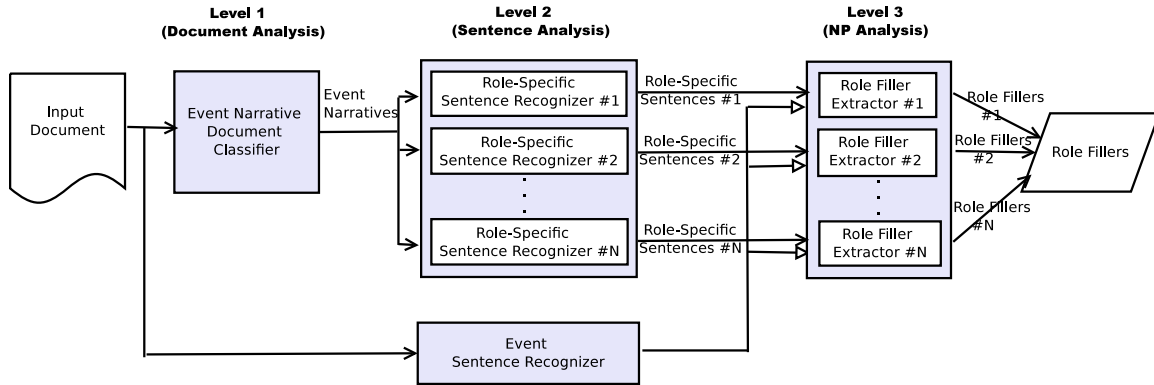 Level 1
(Document Analysis)
Level 2
(Sentence Analysis)
Level 3
(NP Analysis)
Input
Document
Event Narrative
Document
Classifier
Event
Narratives
Role-Specific
Sentence Recognizer #1
Role-Specific
Sentence Recognizer #2
Role-Specific
Sentence Recognizer #N
Role-Specific
Sentences #1
Role-Specific
Sentences #2
Role-Specific
Sentences #N
Role Filler
Extractor #1
Role Filler
Extractor #2
Role Filler
Extractor #N
Role Fillers
#1
Role Fillers
#2
Role Fillers
#N
Role Fillers
Event
Sentence Recognizer